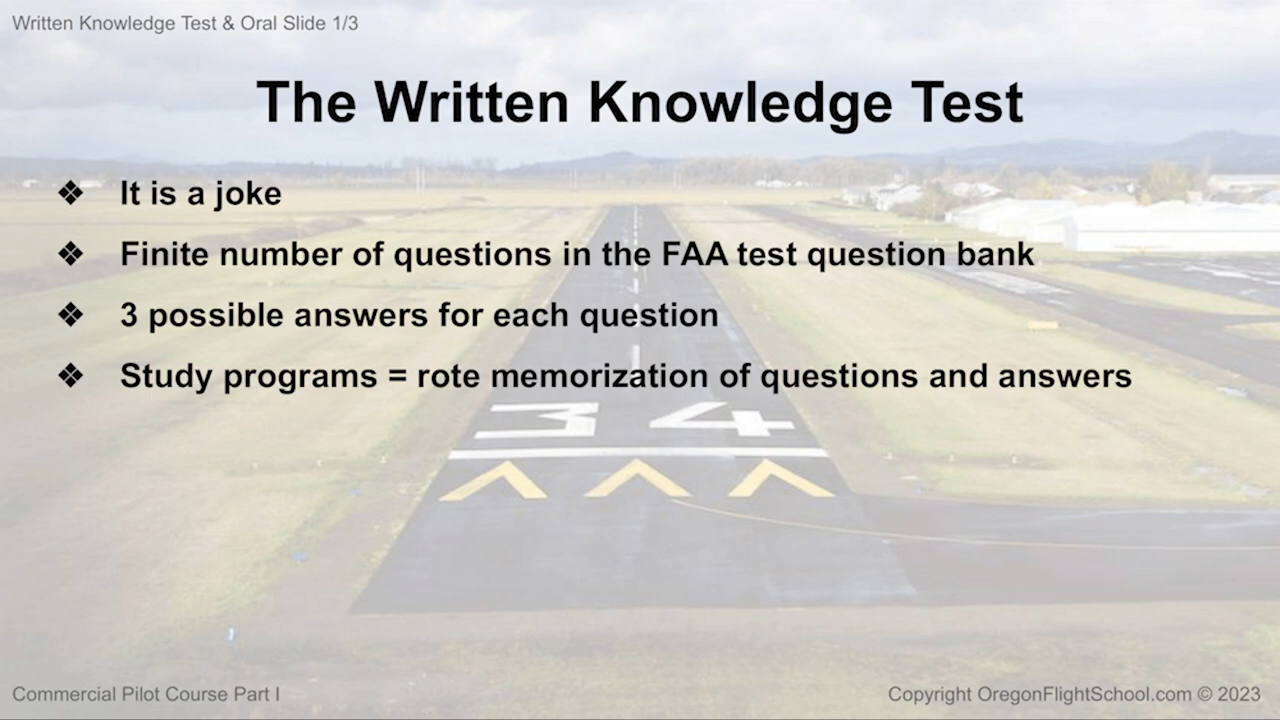 Written Knowledge Test & Oral Slide 1/3
The Written Knowledge Test
❖ It is a joke
❖ Finite number of questions in the FAA test question bank
❖ 3 possible answers for each question
❖ Study programs = rote memorization of questions and answers
34
Commercial Pilot Course Part I
Copyright OregonFlightSchool.com © 2023